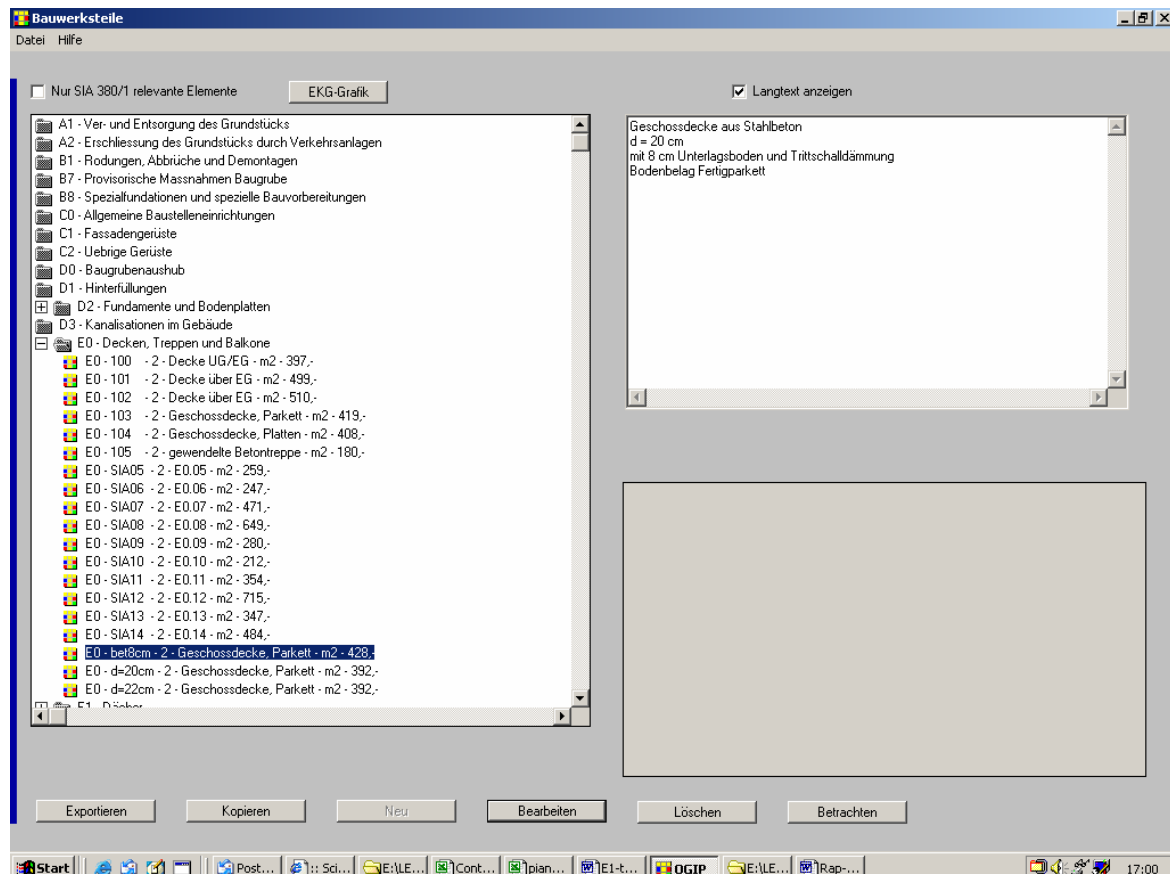 Bauwerksteile
Datei Hilfe
Nur SIA 380/1 relevante Elemente
EKG-Grafik
Langtext anzeigen
A1 - Ver- und Entsorgung des Grundstücks
A2 - Erschliessung des Grundstücks durch Verkehrsanlagen
B1 - Rodungen, Abbrüche und Demontagen
B7 - Provisorische Massnahmen Baugrube
B8 - Spezialfundationen und spezielle Bauvorbereitungen
C0 - Allgemeine Baustelleneinrichtungen
C1 - Fassadengerüste
C2 - Uebrige Gerüste
D0 - Baugrubenaushub
D1 - Hinterfüllungen
D2 - Fundamente und Bodenplatten
D3 - Kanalisationen im Gebäude
E0 - Decken, Treppen und Balkone
E0 - 100 - 2 - Decke UG/EG - m2 - 397,-
E0 - 101 - 2 - Decke über EG - m2 - 499,-
E0 - 102 - 2 - Decke über EG - m2 - 510,-
E0 - 103 - 2 - Geschossdecke, Parkett - m2 - 419,-
E0 - 104 - 2 - Geschossdecke, Platten - m2 - 408,-
E0 - 105 - 2 - gewendelte Betontreppe - m2 - 180,-
E0 - SIA05 - 2 - E0.05 - m2 - 259,-
E0 - SIA06 - 2 - E0.06 - m2 - 247,-
E0 - SIA07 - 2 - E0.07 - m2 - 471,-
E0 - SIA08 - 2 - E0.08 - m2 - 649,-
E0 - SIA09 - 2 - E0.09 - m2 - 280,-
E0 - SIA10 - 2 - E0.10 - m2 - 212,-
E0 - SIA11 - 2 - E0.11 - m2 - 354,-
E0 - SIA12 - 2 - E0.12 - m2 - 715,-
E0 - SIA13 - 2 - E0.13 - m2 - 347,-
E0 - SIA14 - 2 - E0.14 - m2 - 484,-
E0 - bet8cm - 2 - Geschossdecke, Parkett - m2 - 428,-
E0 - d=20cm - 2 - Geschossdecke, Parkett - m2 - 392,-
E0 - d=22cm - 2 - Geschossdecke, Parkett - m2 - 392,-
E1 - Dächer
Geschossdecke aus Stahlbeton
d = 20 cm
mit 8 cm Unterlagsboden und Trittschalldämmung
Bodenbelag Fertigparkett
Exportieren Kopieren Neu Bearbeiten Löschen Betrachten
Start Post... :: Sci... E:\LE... Cont... pian... E1-t... OGIP E:\LE... Rap-... 17:00